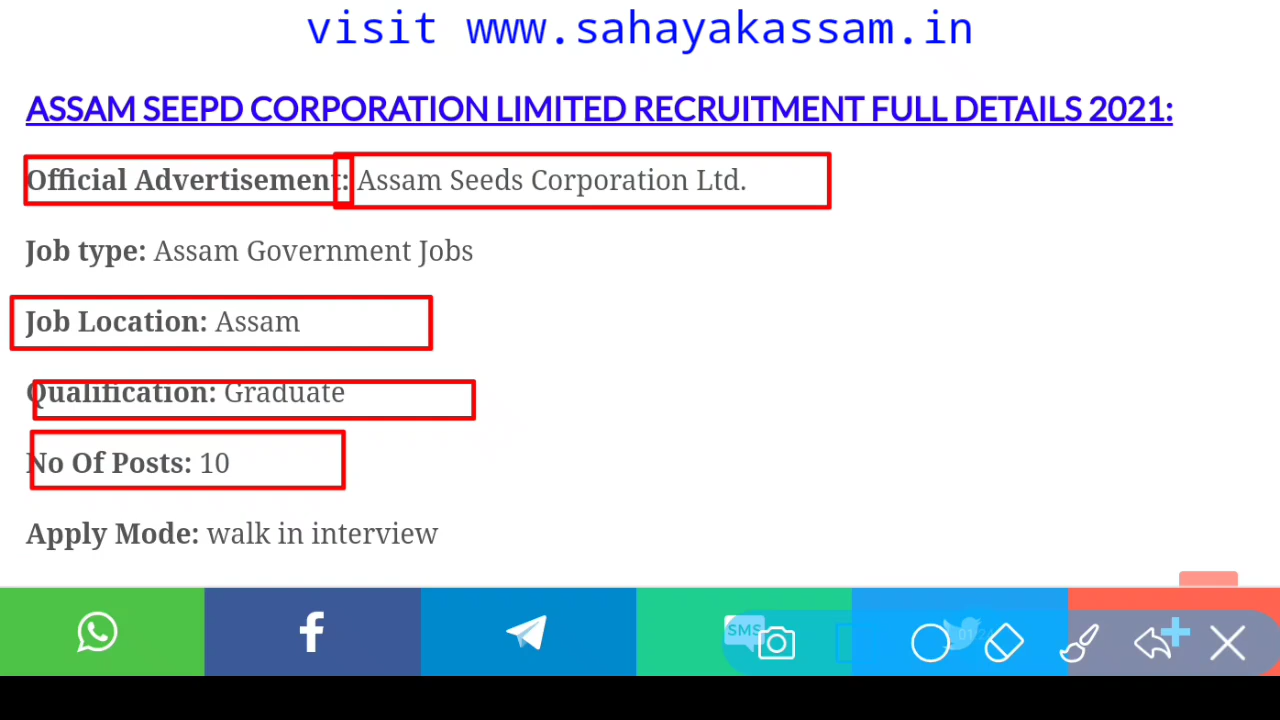 visit www.sahayakassam.in
ASSAM SEEPD CORPORATION LIMITED RECRUITMENT FULL DETAILS 2021:
Official Advertisement: Assam Seeds Corporation Ltd.
Job type: Assam Government Jobs
Job Location: Assam
Qualification: Graduate
No Of Posts: 10
Apply Mode: walk in interview
SMS